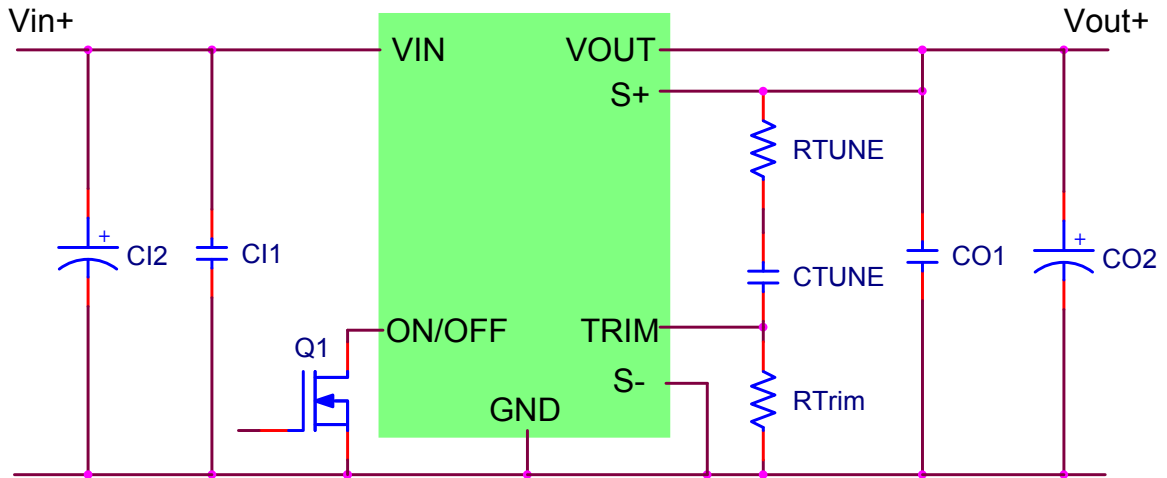 Vin+
Vout+
VIN
VOUT
S+
RTUNE
+
CI2
CI1
CTUNE
CO1
+
CO2
ON/OFF
TRIM
Q1
S-
RTrim
GND